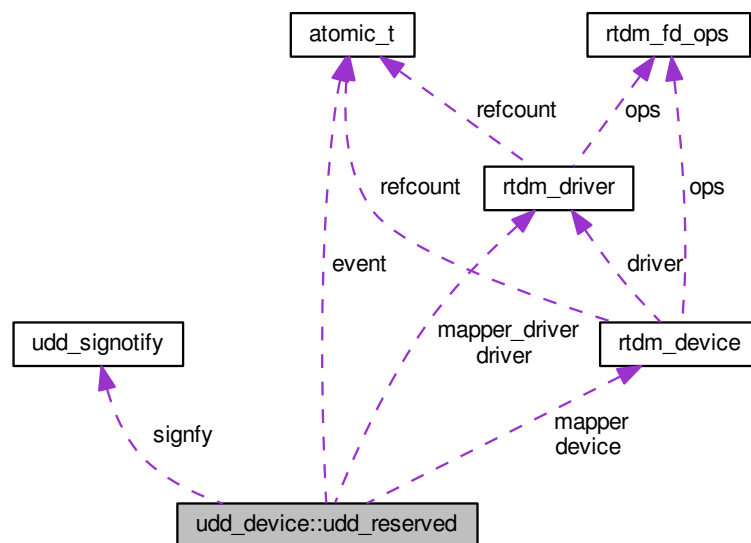 atomic_t
rtdm_fd_ops
refcount
ops
rtdm_driver
refcount
ops
event
driver
mapper_driver
driver
udd_signotify
rtdm_device
mapper
device
signfy
udd_device::udd_reserved